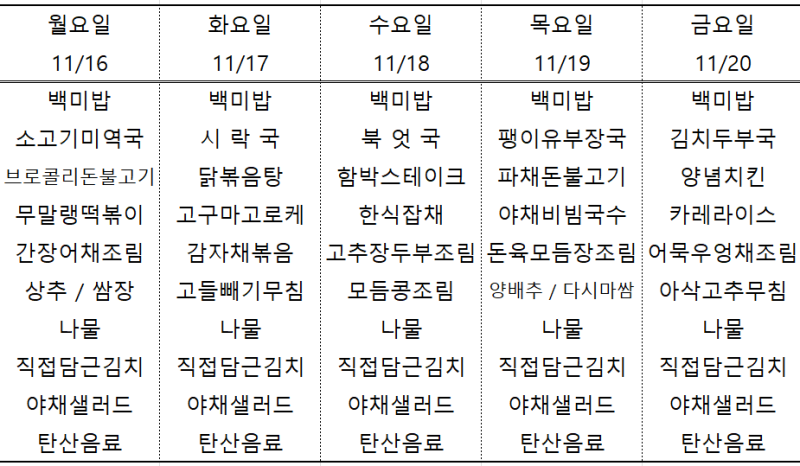 월요일 화요일 수요일 목요일 금요일
11/16 11/17 11/18 11/19 11/20
백미밥 백미밥 백미밥 백미밥 백미밥
소고기미역국 시 락 국 북 엇 국 팽이유부장국 김치두부국
브로콜리돈불고기 닭볶음탕 함박스테이크 파채돈불고기 양념치킨
무말랭떡볶이 고구마고로케 한식잡채 야채비빔국수 카레라이스
간장어채조림 감자채볶음 고추장두부조림 돈육모듬장조림 어묵우엉채조림
상추 / 쌈장 고들빼기무침 모듬콩조림 양배추 / 다시마쌈 아삭고추무침
나물 나물 나물 나물 나물
직접담근김치 직접담근김치 직접담근김치 직접담근김치 직접담근김치
야채샐러드 야채샐러드 야채샐러드 야채샐러드 야채샐러드
탄산음료 탄산음료 탄산음료 탄산음료 탄산음료